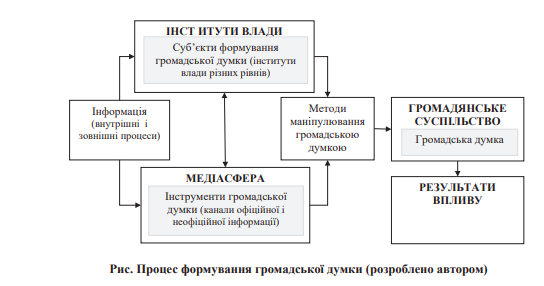 ІНСТ ИТУТИ ВЛАДИ
Суб’єкти формування
громадської думки (інститути
влади різних рівнів)
Інформація
(внутрішні і
зовнішні процеси)
Методи
маніпулювання
громадською
думкою
ГРОМАДЯНСЬКЕ
СУСПІЛЬСТВО
Громадська думка
МЕДІАСФЕРА
Інструменти громадської
думки (канали офіційної і
неофіційної інформації)
РЕЗУЛЬТАТИ
ВПЛИВУ
Рис. Процес формування громадської думки (розроблено автором)